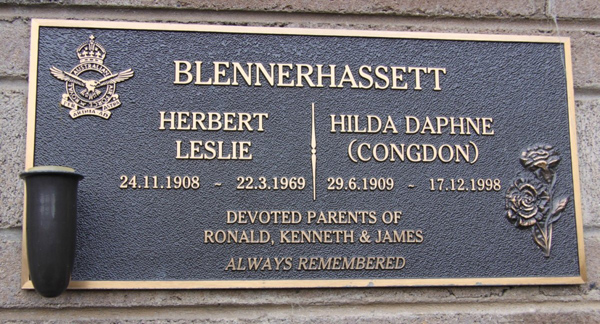 BLENNERHASSETT
HERBERT
LESLIE
24.11.1908 ~ 22.3.1969
HILDA DAPHNE
(CONGDON)
29.6.1909 ~ 17.12.1998
DEVOTED PARENTS OF
RONALD, KENNETH & JAMES
ALWAYS REMEMBERED